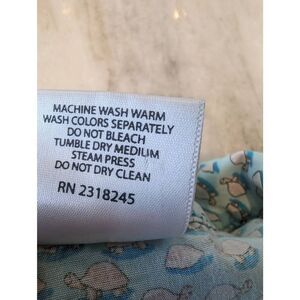 MACHINE WASH WARM
WASH COLORS SEPARATELY
DO NOT BLEACH
TUMBLE DRY MEDILIM
STEAM PRESS
DO NOT DRY CLEAN
RN 2318245